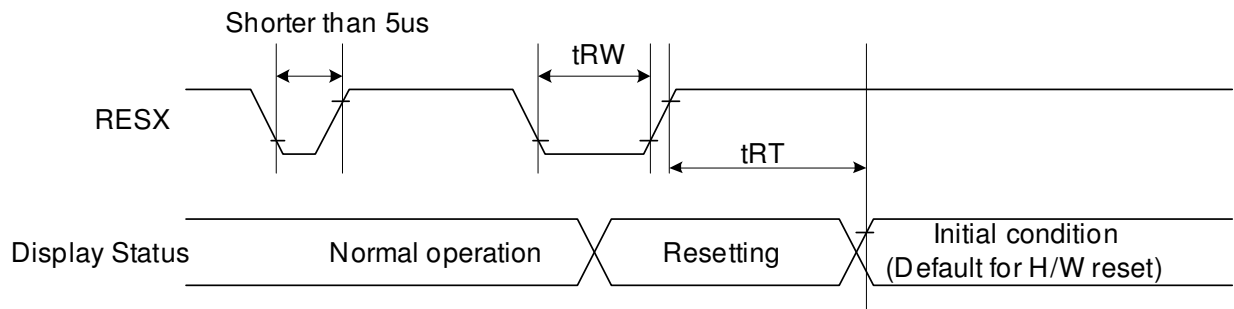 Shorter than 5us
tRW
RESX
tRT
Display Status
Normal operation
Resetting
Initial condition
(Default for H/W reset)